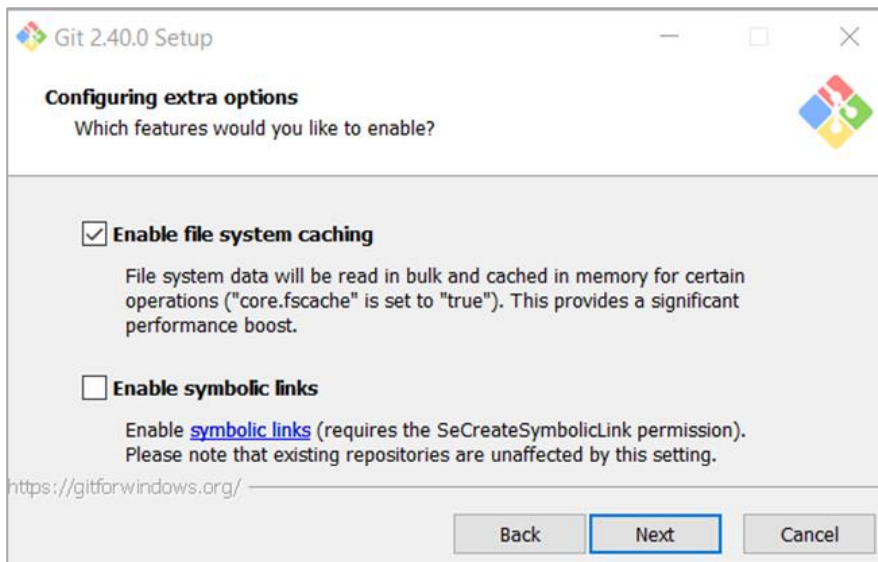 Git 2.40.0 Setup
Configuring extra options
Which features would you like to enable?
Enable file system caching
File system data will be read in bulk and cached in memory for certain
operations ("core.fscache" is set to "true"). This provides a significant
performance boost.
Enable symbolic links
Enable symbolic links (requires the SeCreateSymbolicLink permission).
Please note that existing repositories are unaffected by this setting.
https://gitforwindows.org/
Back Next Cancel